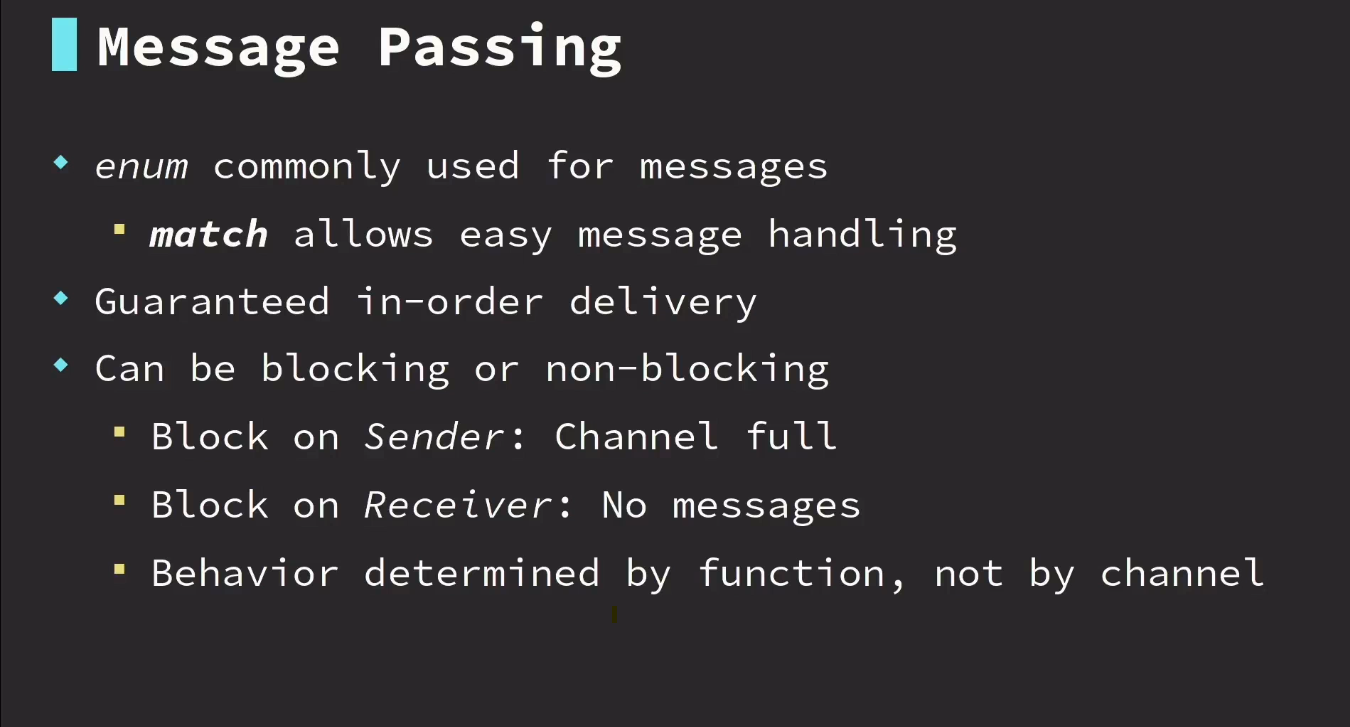 Message Passing
enum commonly used for messages
match allows easy message handling
Guaranteed in-order delivery
Can be blocking or non-blocking
Block on Sender: Channel full
Block on Receiver: No messages
Behavior determined by function, not by channel